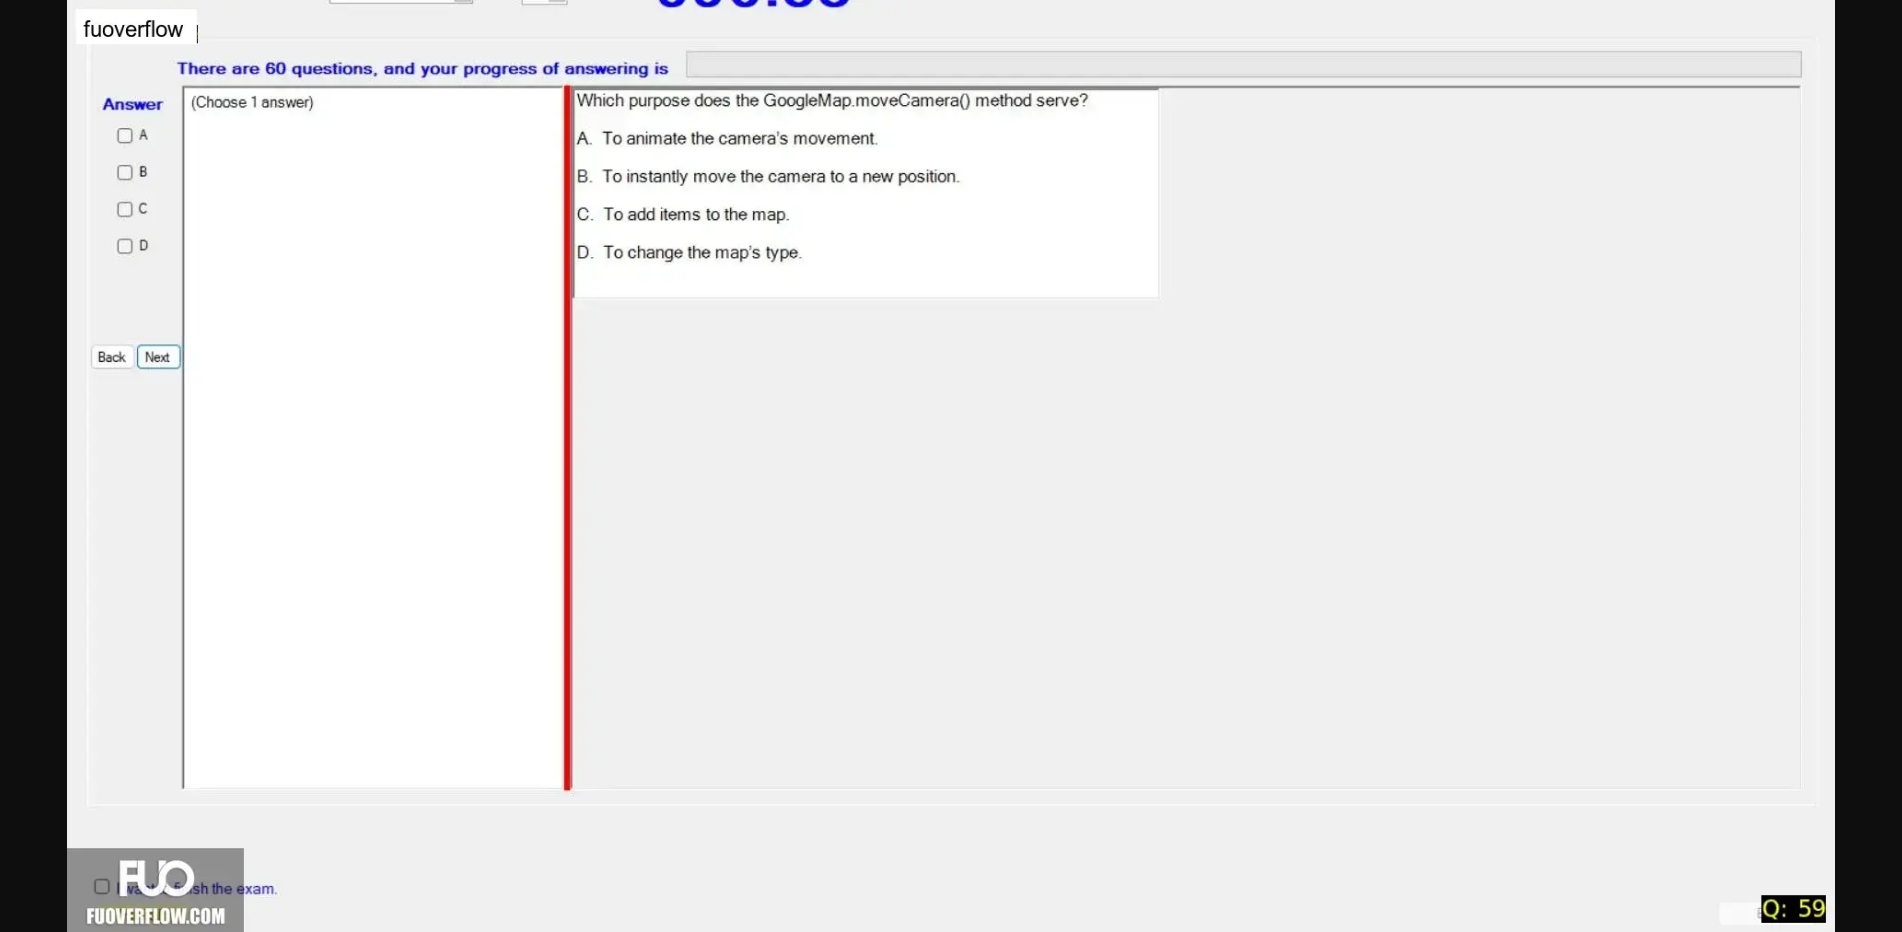 fuoverflow
There are 60 questions, and your progress of answering is
Answer
(Choose 1 answer)
A
B
C
D
Back
Next
Which purpose does the GoogleMap.moveCamera() method serve?
A. To animate the camera's movement.
B. To instantly move the camera to a new position.
C. To add items to the map.
D. To change the map's type.
FUO
sh the exam.
FUOVERFLOW.COM
Q: 59